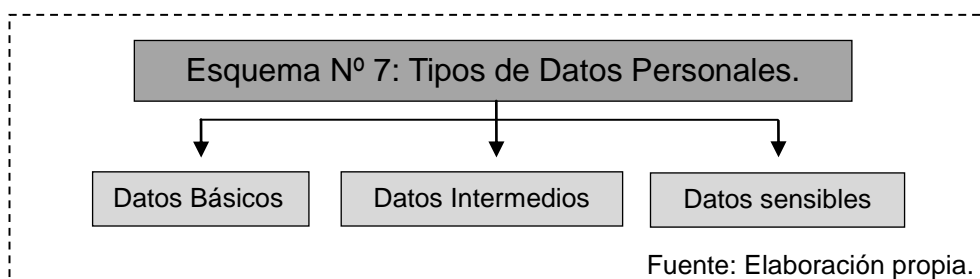 Esquema Nº 7: Tipos de Datos Personales.
Datos Básicos
Datos Intermedios
Datos sensibles
Fuente: Elaboración propia.